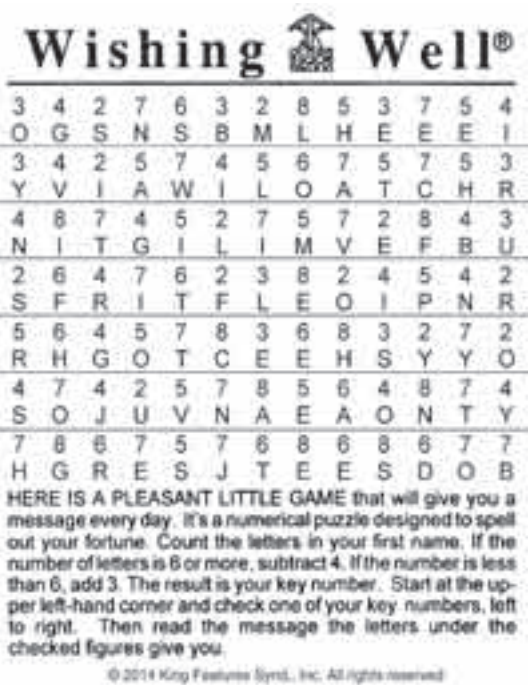 Wishing Well®
3 4 2 7 6 3 2 8 5 3 7 5 4
O G S N S B M L H E E E I
3 4 2 5 7 4 5 6 7 5 7 5 3
Y V I A W I L O A T C H R
4 8 7 4 5 2 7 5 7 2 8 4 3
N I T G I L I M V E F B U
2 6 4 7 6 2 3 8 2 4 5 4 2
S F R I T F L E O I P N R
5 6 4 5 7 8 3 6 8 3 2 7 2
R H G O T C E E H S Y Y O
4 7 4 2 5 7 8 5 6 4 8 7 4
S O J U V N A E A O N T Y
7 8 6 7 5 7 6 8 6 8 6 7 7
H G R E S J T E E S D O B
HERE IS A PLEASANT LITTLE GAME that will give you a
message every day. It's a numerical puzzle designed to spell
out your fortune. Count the letters in your first name. If the
number of letters is 6 or more, subtract 4. If the number is less
than 6, add 3. The result is your key number. Start at the up-
per left-hand corner and check one of your key numbers, left
to right. Then read the message the letters under the
checked figures give you.
© 2014 King Features Synd., Inc. All rights reserved